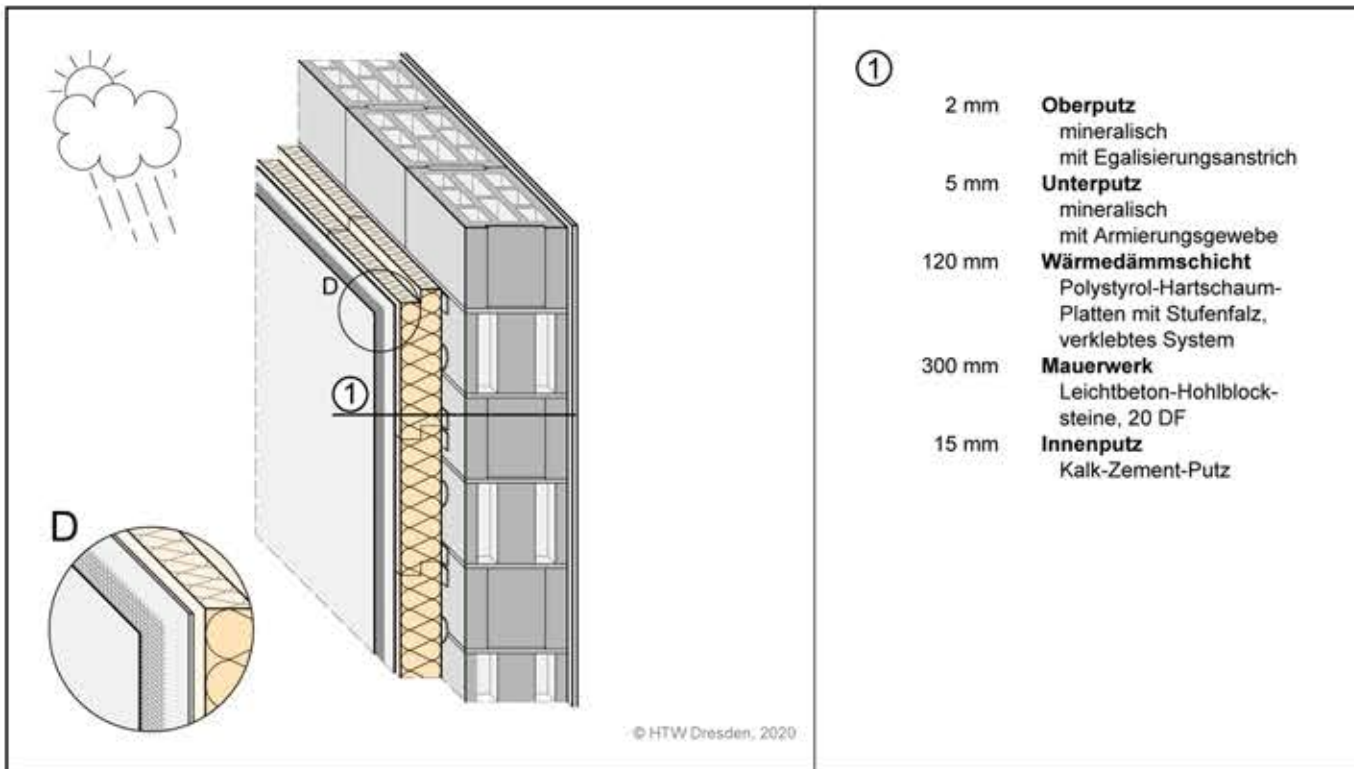 D
①
D
© HTW Dresden, 2020
①
2 mm Oberputz
mineralisch
mit Egalisierungsanstrich
5 mm Unterputz
mineralisch
mit Armierungsgewebe
120 mm Wärmedämmschicht
Polystyrol-Hartschaum-
Platten mit Stufenfalz,
verklebtes System
300 mm Mauerwerk
Leichtbeton-Hohlblock-
steine, 20 DF
15 mm Innenputz
Kalk-Zement-Putz